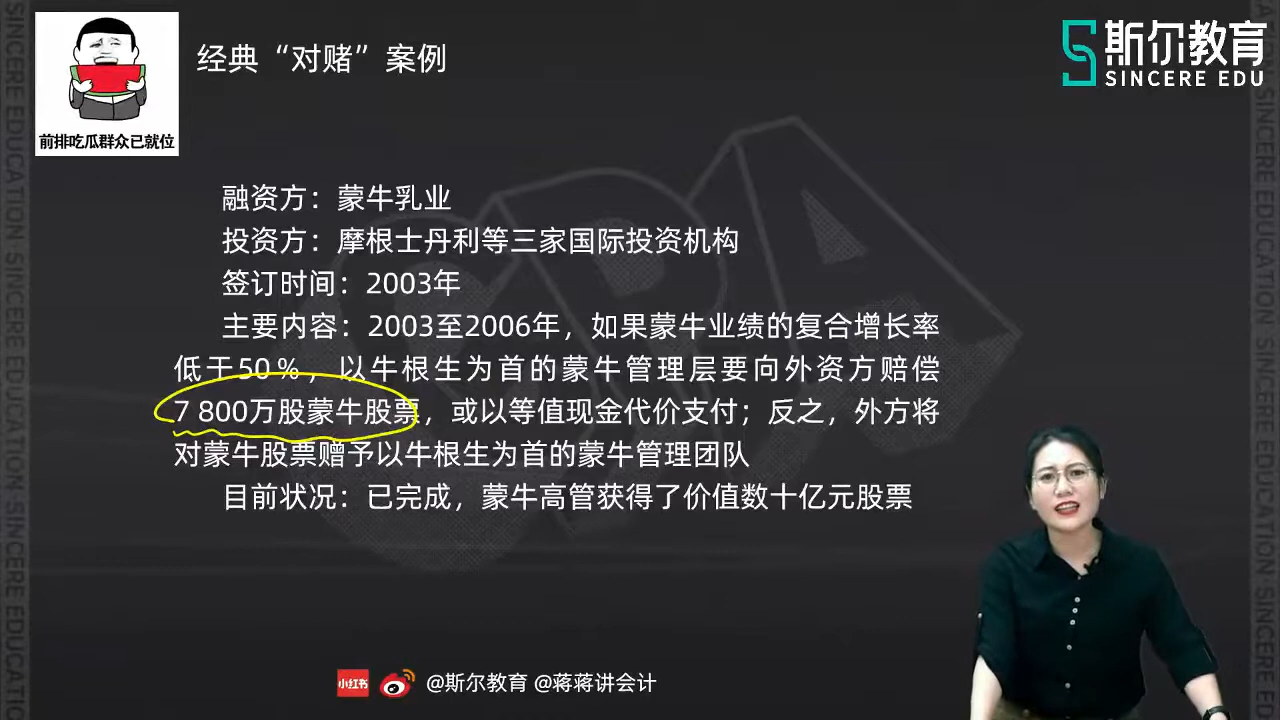 前排吃瓜群众已就位
经典“对赌”案例
斯尔教育
SINCERE EDU
融资方：蒙牛乳业
投资方：摩根士丹利等三家国际投资机构
签订时间：2003年
主要内容：2003至2006年，如果蒙牛业绩的复合增长率
低于50%，以牛根生为首的蒙牛管理层要向外资方赔偿
7 800万股蒙牛股票，或以等值现金代价支付；反之，外方将
对蒙牛股票赠予以牛根生为首的蒙牛管理团队
目前状况：已完成，蒙牛高管获得了价值数十亿元股票
小红书 @斯尔教育 @蒋蒋讲会计
CPA
SINCERE EDUCATION
SINCERE EDUCATION